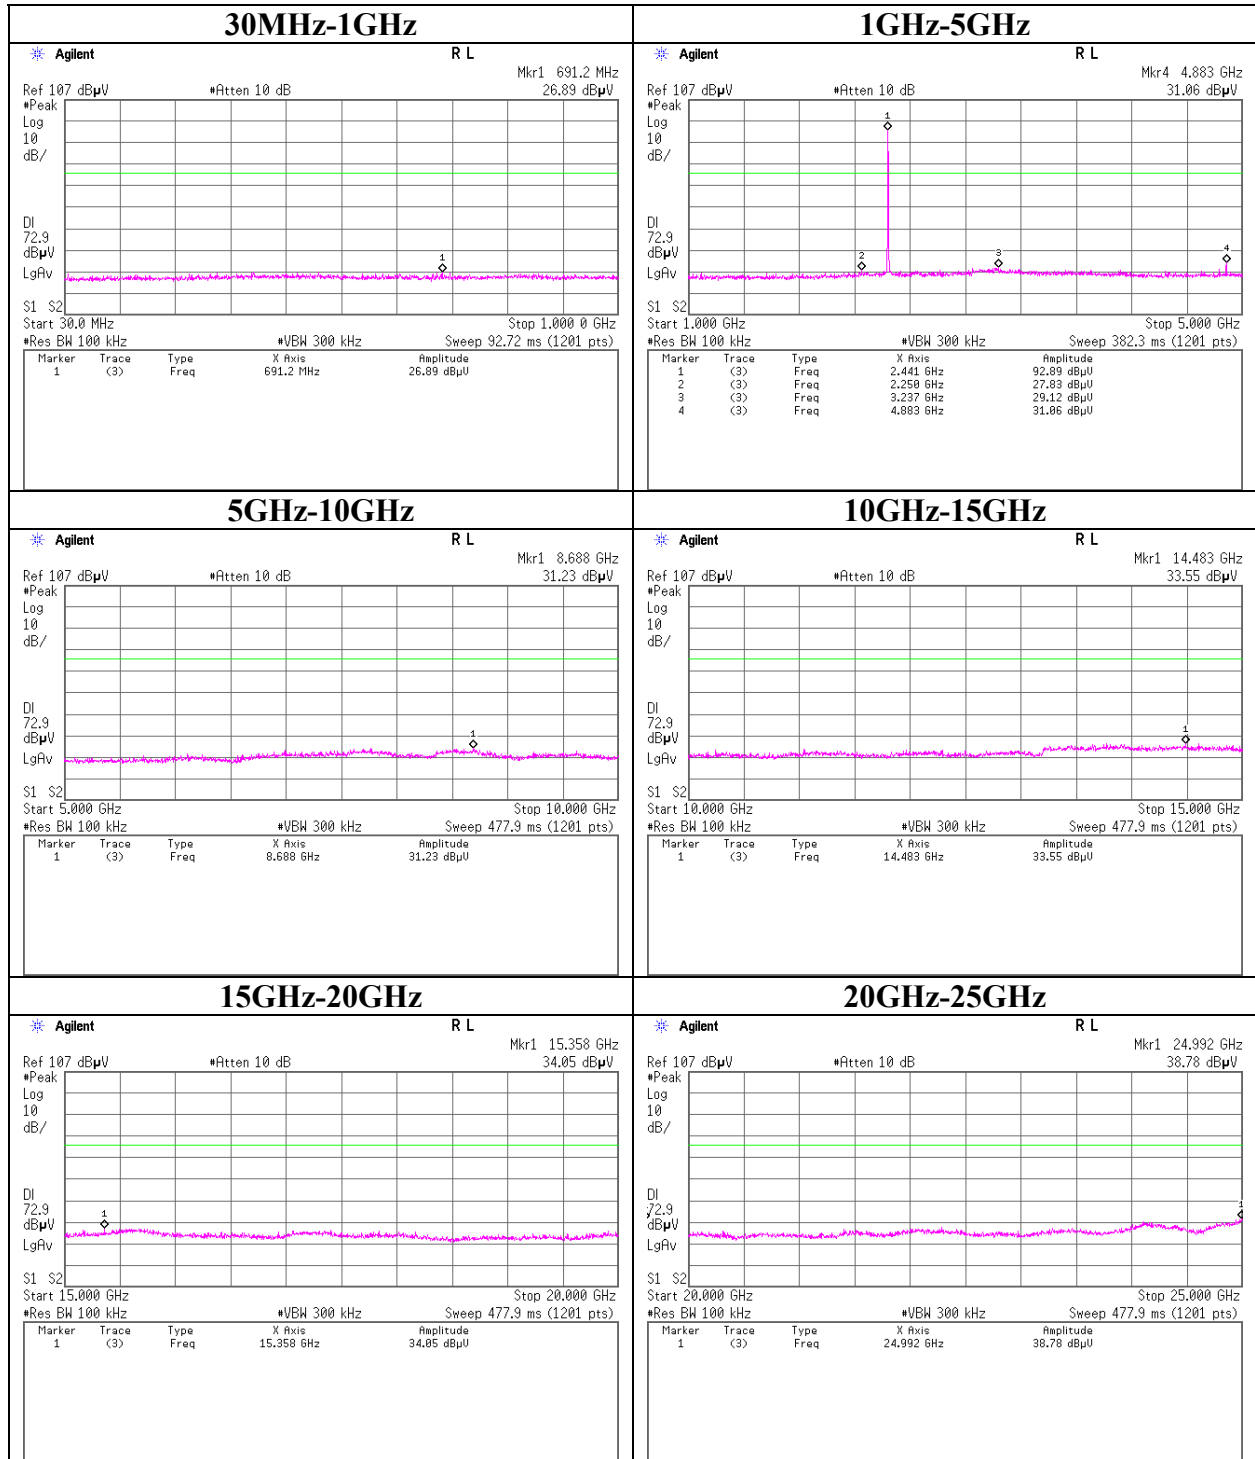 30MHz-1GHz
Agilent R L
Mkr1 691.2 MHz
Ref 107 dBµV #Atten 10 dB 26.89 dBµV
#Peak
Log
10
dB/
1
DI
72.9
dBµV
LgAv
S1 S2
Start 30.0 MHz Stop 1.000 0 GHz
#Res BW 100 kHz #VBW 300 kHz Sweep 92.72 ms (1201 pts)
Marker Trace Type X Axis Amplitude
1 (3) Freq 691.2 MHz 26.89 dBµV
1GHz-5GHz
Agilent R L
Mkr4 4.883 GHz
Ref 107 dBµV #Atten 10 dB 31.06 dBµV
#Peak
Log
10
dB/
1
DI
72.9
dBµV
2 3 4
LgAv
S1 S2
Start 1.000 GHz Stop 5.000 GHz
#Res BW 100 kHz #VBW 300 kHz Sweep 382.3 ms (1201 pts)
Marker Trace Type X Axis Amplitude
1 (3) Freq 2.441 GHz 92.89 dBµV
2 (3) Freq 2.250 GHz 27.83 dBµV
3 (3) Freq 3.237 GHz 29.12 dBµV
4 (3) Freq 4.883 GHz 31.06 dBµV
5GHz-10GHz
Agilent R L
Mkr1 8.688 GHz
Ref 107 dBµV #Atten 10 dB 31.23 dBµV
#Peak
Log
10
dB/
DI
72.9
dBµV
1
LgAv
S1 S2
Start 5.000 GHz Stop 10.000 GHz
#Res BW 100 kHz #VBW 300 kHz Sweep 477.9 ms (1201 pts)
Marker Trace Type X Axis Amplitude
1 (3) Freq 8.688 GHz 31.23 dBµV
10GHz-15GHz
Agilent R L
Mkr1 14.483 GHz
Ref 107 dBµV #Atten 10 dB 33.55 dBµV
#Peak
Log
10
dB/
DI
72.9
dBµV
1
LgAv
S1 S2
Start 10.000 GHz Stop 15.000 GHz
#Res BW 100 kHz #VBW 300 kHz Sweep 477.9 ms (1201 pts)
Marker Trace Type X Axis Amplitude
1 (3) Freq 14.483 GHz 33.55 dBµV
15GHz-20GHz
Agilent R L
Mkr1 15.358 GHz
Ref 107 dBµV #Atten 10 dB 34.05 dBµV
#Peak
Log
10
dB/
DI
72.9
1
dBµV
LgAv
S1 S2
Start 15.000 GHz Stop 20.000 GHz
#Res BW 100 kHz #VBW 300 kHz Sweep 477.9 ms (1201 pts)
Marker Trace Type X Axis Amplitude
1 (3) Freq 15.358 GHz 34.05 dBµV
20GHz-25GHz
Agilent R L
Mkr1 24.992 GHz
Ref 107 dBµV #Atten 10 dB 38.78 dBµV
#Peak
Log
10
dB/
DI
72.9
1
dBµV
LgAv
S1 S2
Start 20.000 GHz Stop 25.000 GHz
#Res BW 100 kHz #VBW 300 kHz Sweep 477.9 ms (1201 pts)
Marker Trace Type X Axis Amplitude
1 (3) Freq 24.992 GHz 38.78 dBµV